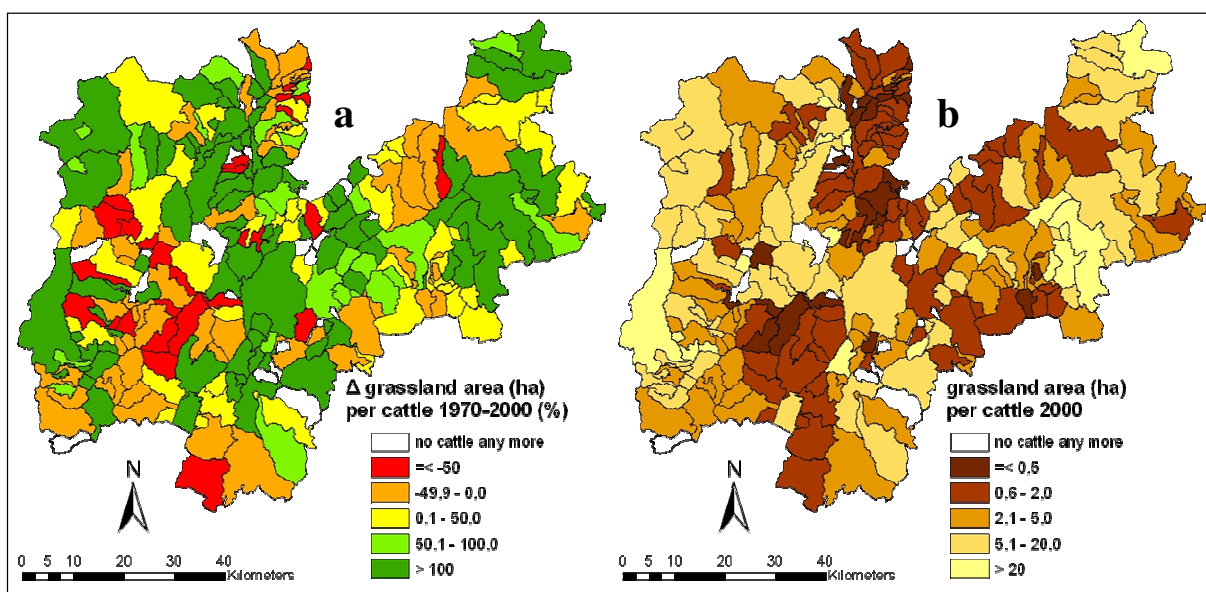 a
Δ grassland area (ha)
per cattle 1970-2000 (%)
no cattle any more
=< -50
-49,9 - 0,0
0,1 - 50,0
50,1 - 100,0
> 100
N
0 5 10 20 30 40
Kilometers
b
grassland area (ha)
per cattle 2000
no cattle any more
=< 0,5
0,6 - 2,0
2,1 - 5,0
5,1 - 20,0
> 20
N
0 5 10 20 30 40
Kilometers